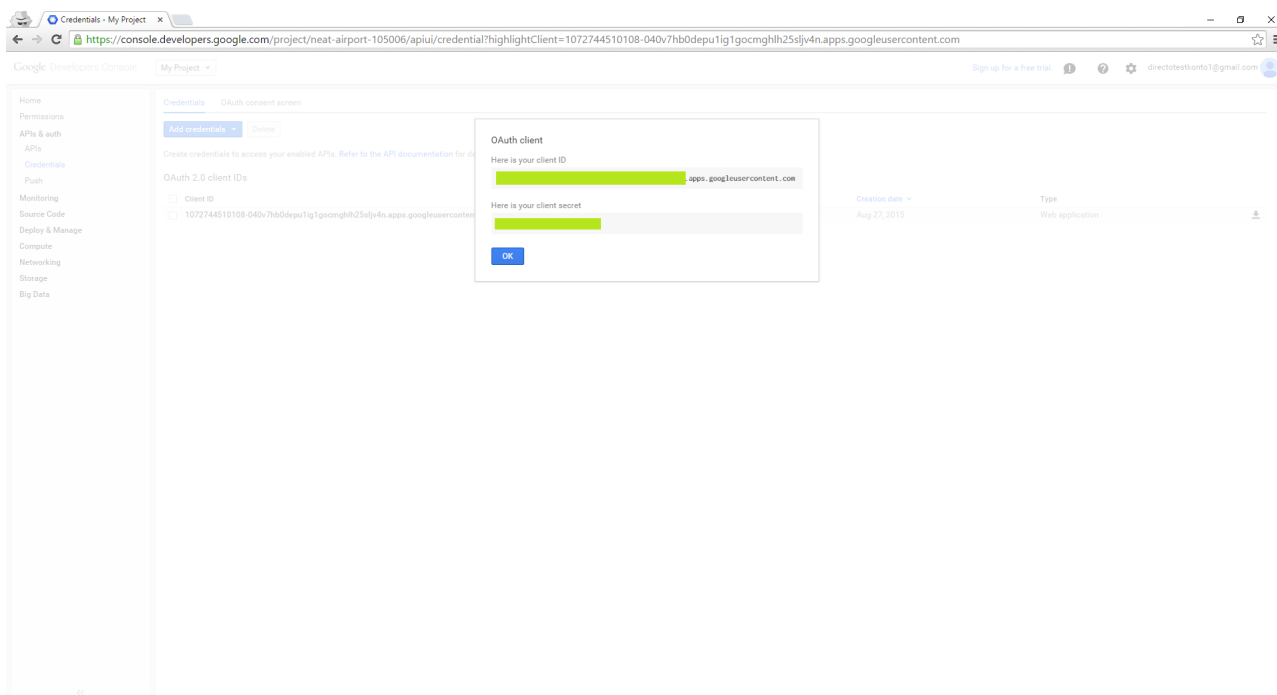 Credentials - My Project
https://console.developers.google.com/project/neat-airport-105006/apiui/credential?highlightClient=1072744510108-040v7hb0depu1ig1gocmghlh25sljv4n.apps.googleusercontent.com
Google Developers Console
My Project
Sign up for a free trial
directotestkonto1@gmail.com
Home
Permissions
APIs & auth
APIs
Credentials
Push
Monitoring
Source Code
Deploy & Manage
Compute
Networking
Storage
Big Data
Credentials
OAuth consent screen
Add credentials
Delete
Create credentials to access your enabled APIs. Refer to the API documentation for de
OAuth 2.0 client IDs
Client ID
Creation date
Type
1072744510108-040v7hb0depu1ig1gocmghlh25sljv4n.apps.googleuserconten
Aug 27, 2015
Web application
OAuth client
Here is your client ID
.apps.googleusercontent.com
Here is your client secret
OK